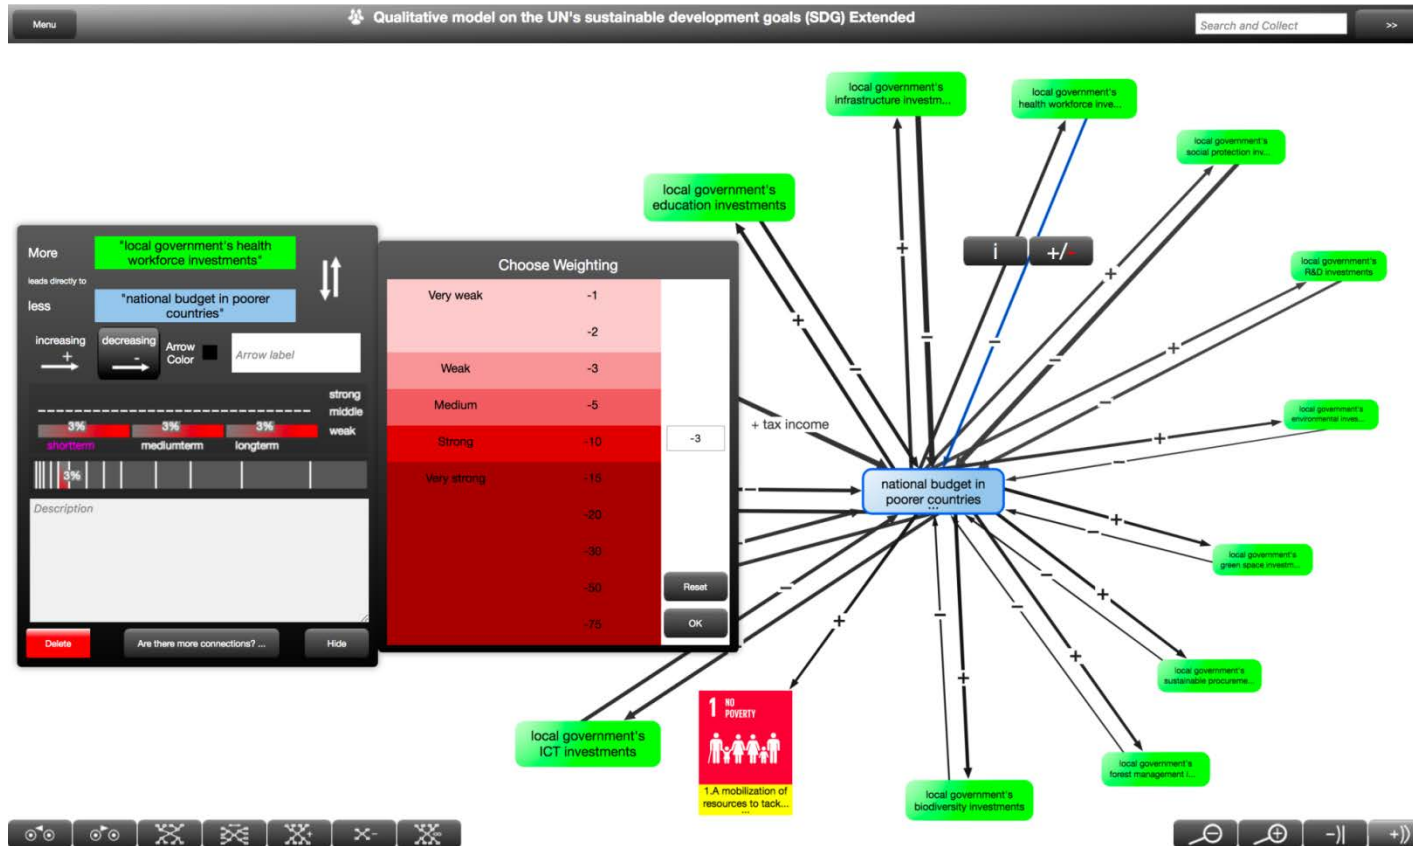 Menu
Qualitative model on the UN's sustainable development goals (SDG) Extended
Search and Collect
>>
local government's
infrastructure investm...
local government's
health workforce inve...
local government's
social protection inv...
local government's
education investments
local government's
R&D investments
local government's
environmental inves...
local government's
green space investm...
local government's
sustainable procureme...
local government's
forest management i...
local government's
biodiversity investments
local government's
ICT investments
national budget in
poorer countries
...
+ tax income
i
+/-
1 NO
POVERTY
1.A mobilization of
resources to tack...
...
More
"local government's health
workforce investments"
leads directly to
less
"national budget in poorer
countries"
increasing
+
decreasing
-
Arrow
Color
Arrow label
strong
middle
weak
3% 3% 3%
shortterm mediumterm longterm
3%
Description
Delete
Are there more connections? ...
Hide
Choose Weighting
Very weak -1
-2
Weak -3
Medium -5
Strong -10
Very strong -15
-20
-30
-50
-75
-3
Reset
OK
-)|
+))